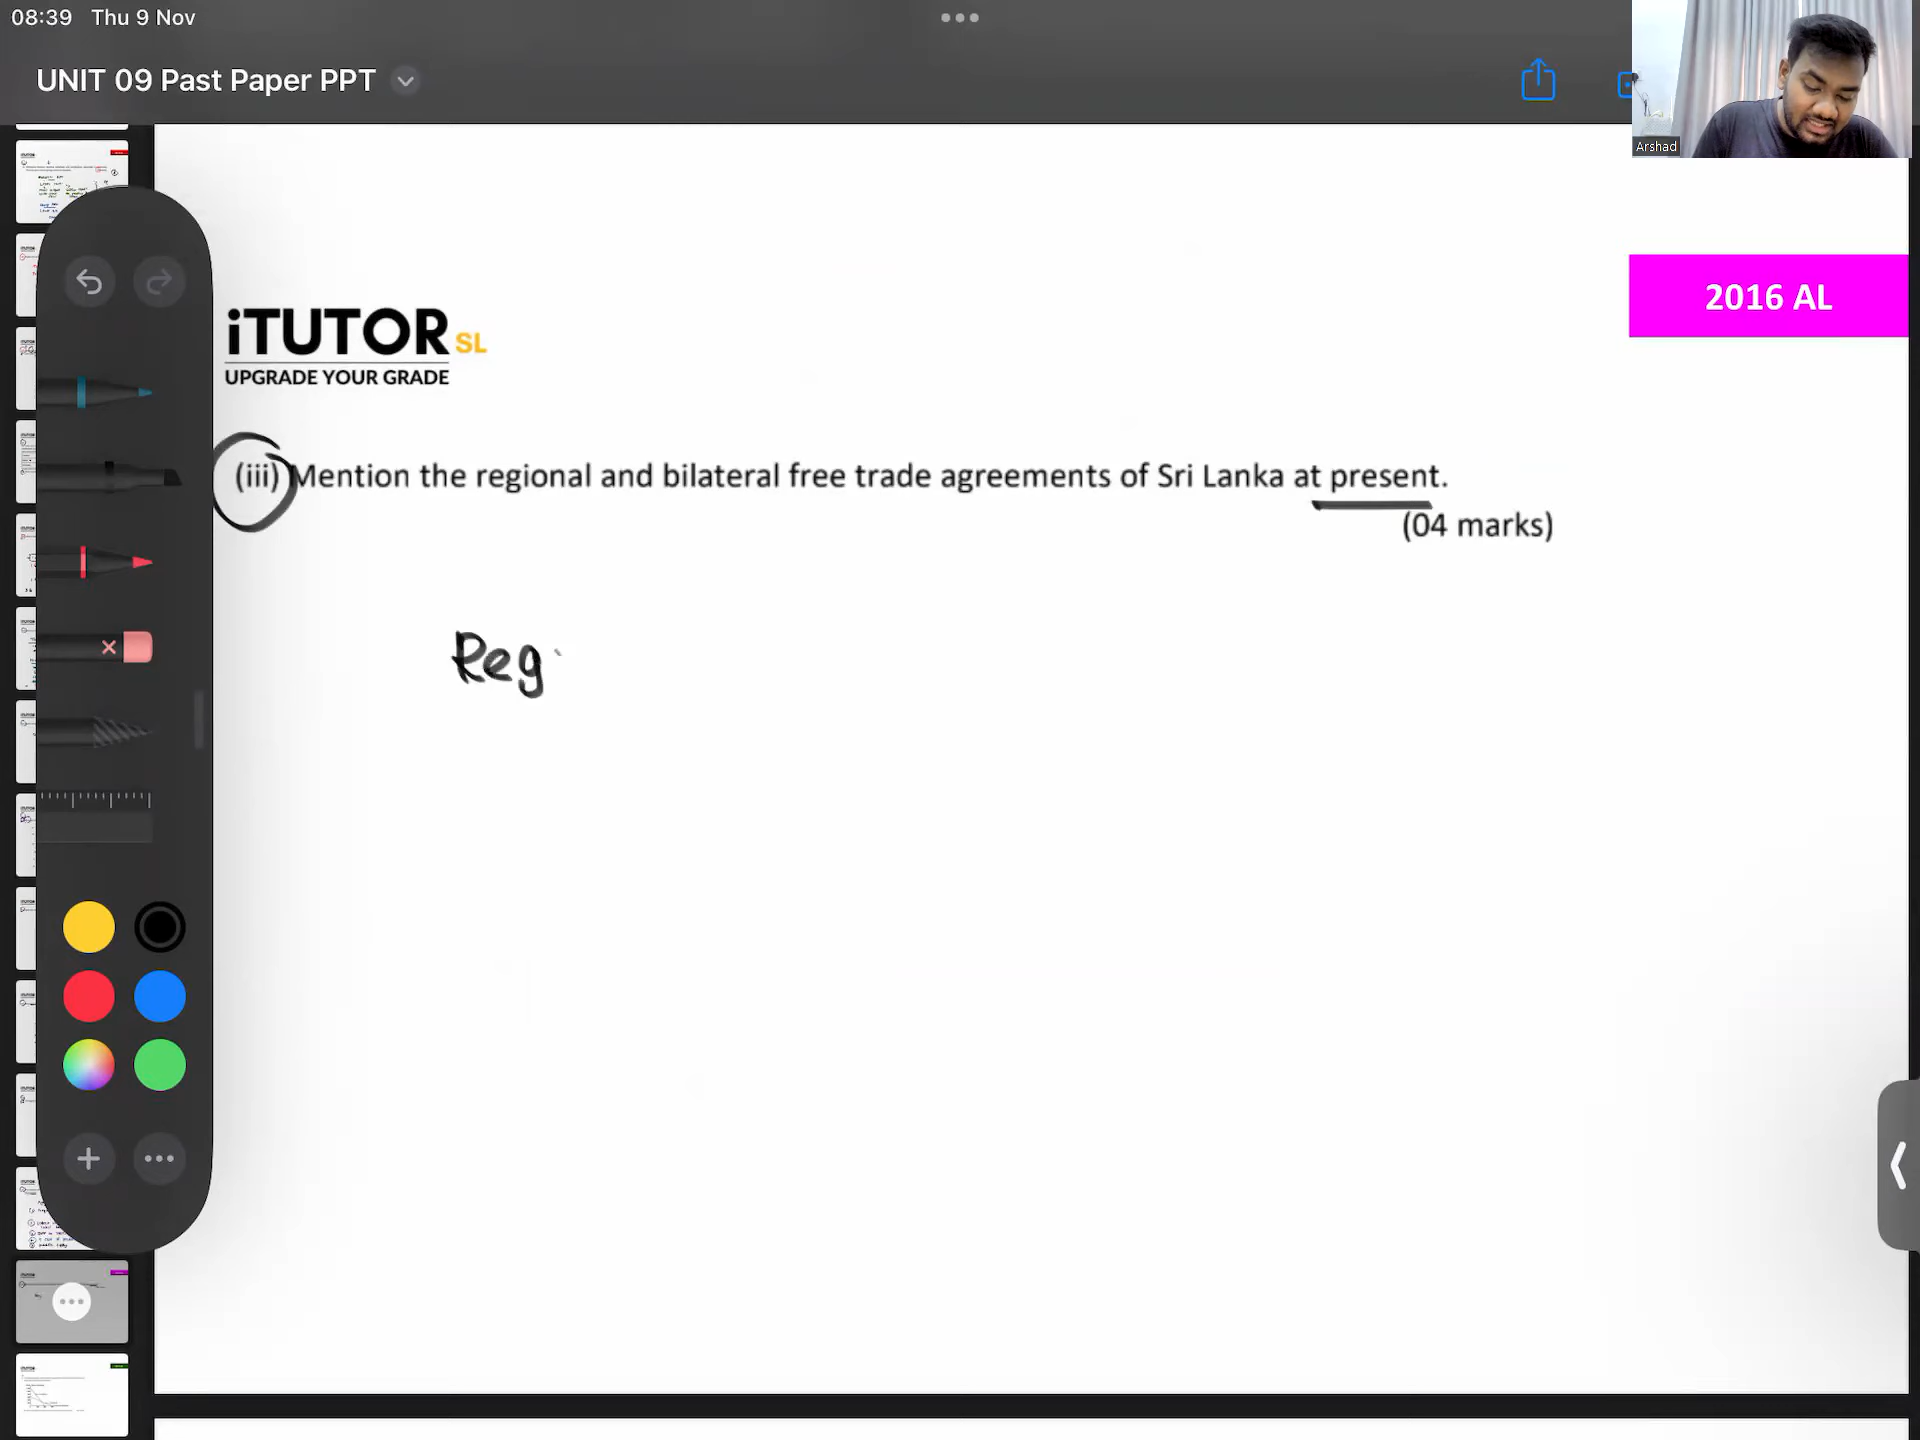 08:39 Thu 9 Nov
UNIT 09 Past Paper PPT
Arshad
2016 AL
iTUTOR SL
UPGRADE YOUR GRADE
(iii) Mention the regional and bilateral free trade agreements of Sri Lanka at present.
(04 marks)
Reg